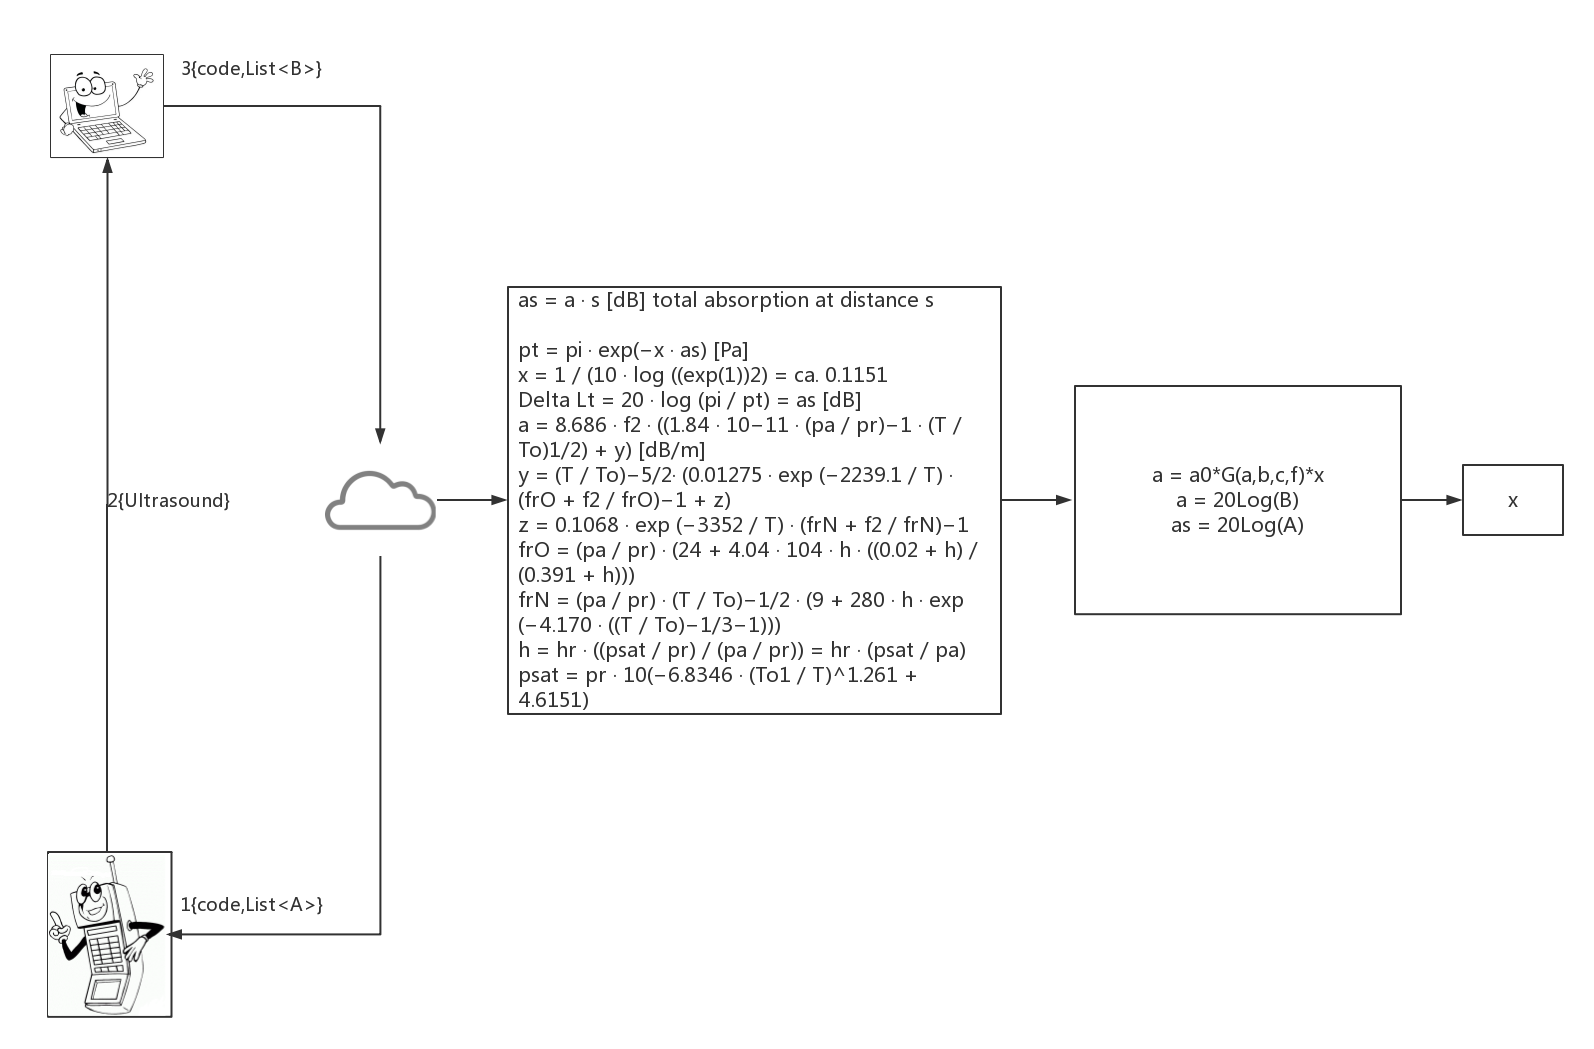 3{code,List<B>}
as = a · s [dB] total absorption at distance s
pt = pi · exp(−x · as) [Pa]
x = 1 / (10 · log ((exp(1))2) = ca. 0.1151
Delta Lt = 20 · log (pi / pt) = as [dB]
a = 8.686 · f2 · ((1.84 · 10−11 · (pa / pr)−1 · (T /
To)1/2) + y) [dB/m]
y = (T / To)−5/2· (0.01275 · exp (−2239.1 / T) ·
(frO + f2 / frO)−1 + z)
z = 0.1068 · exp (−3352 / T) · (frN + f2 / frN)−1
frO = (pa / pr) · (24 + 4.04 · 104 · h · ((0.02 + h) /
(0.391 + h)))
frN = (pa / pr) · (T / To)−1/2 · (9 + 280 · h · exp
(−4.170 · ((T / To)−1/3−1)))
h = hr · ((psat / pr) / (pa / pr)) = hr · (psat / pa)
psat = pr · 10(−6.8346 · (To1 / T)^1.261 +
4.6151)
a = a0*G(a,b,c,f)*x
a = 20Log(B)
as = 20Log(A)
x
2{Ultrasound}
1{code,List<A>}